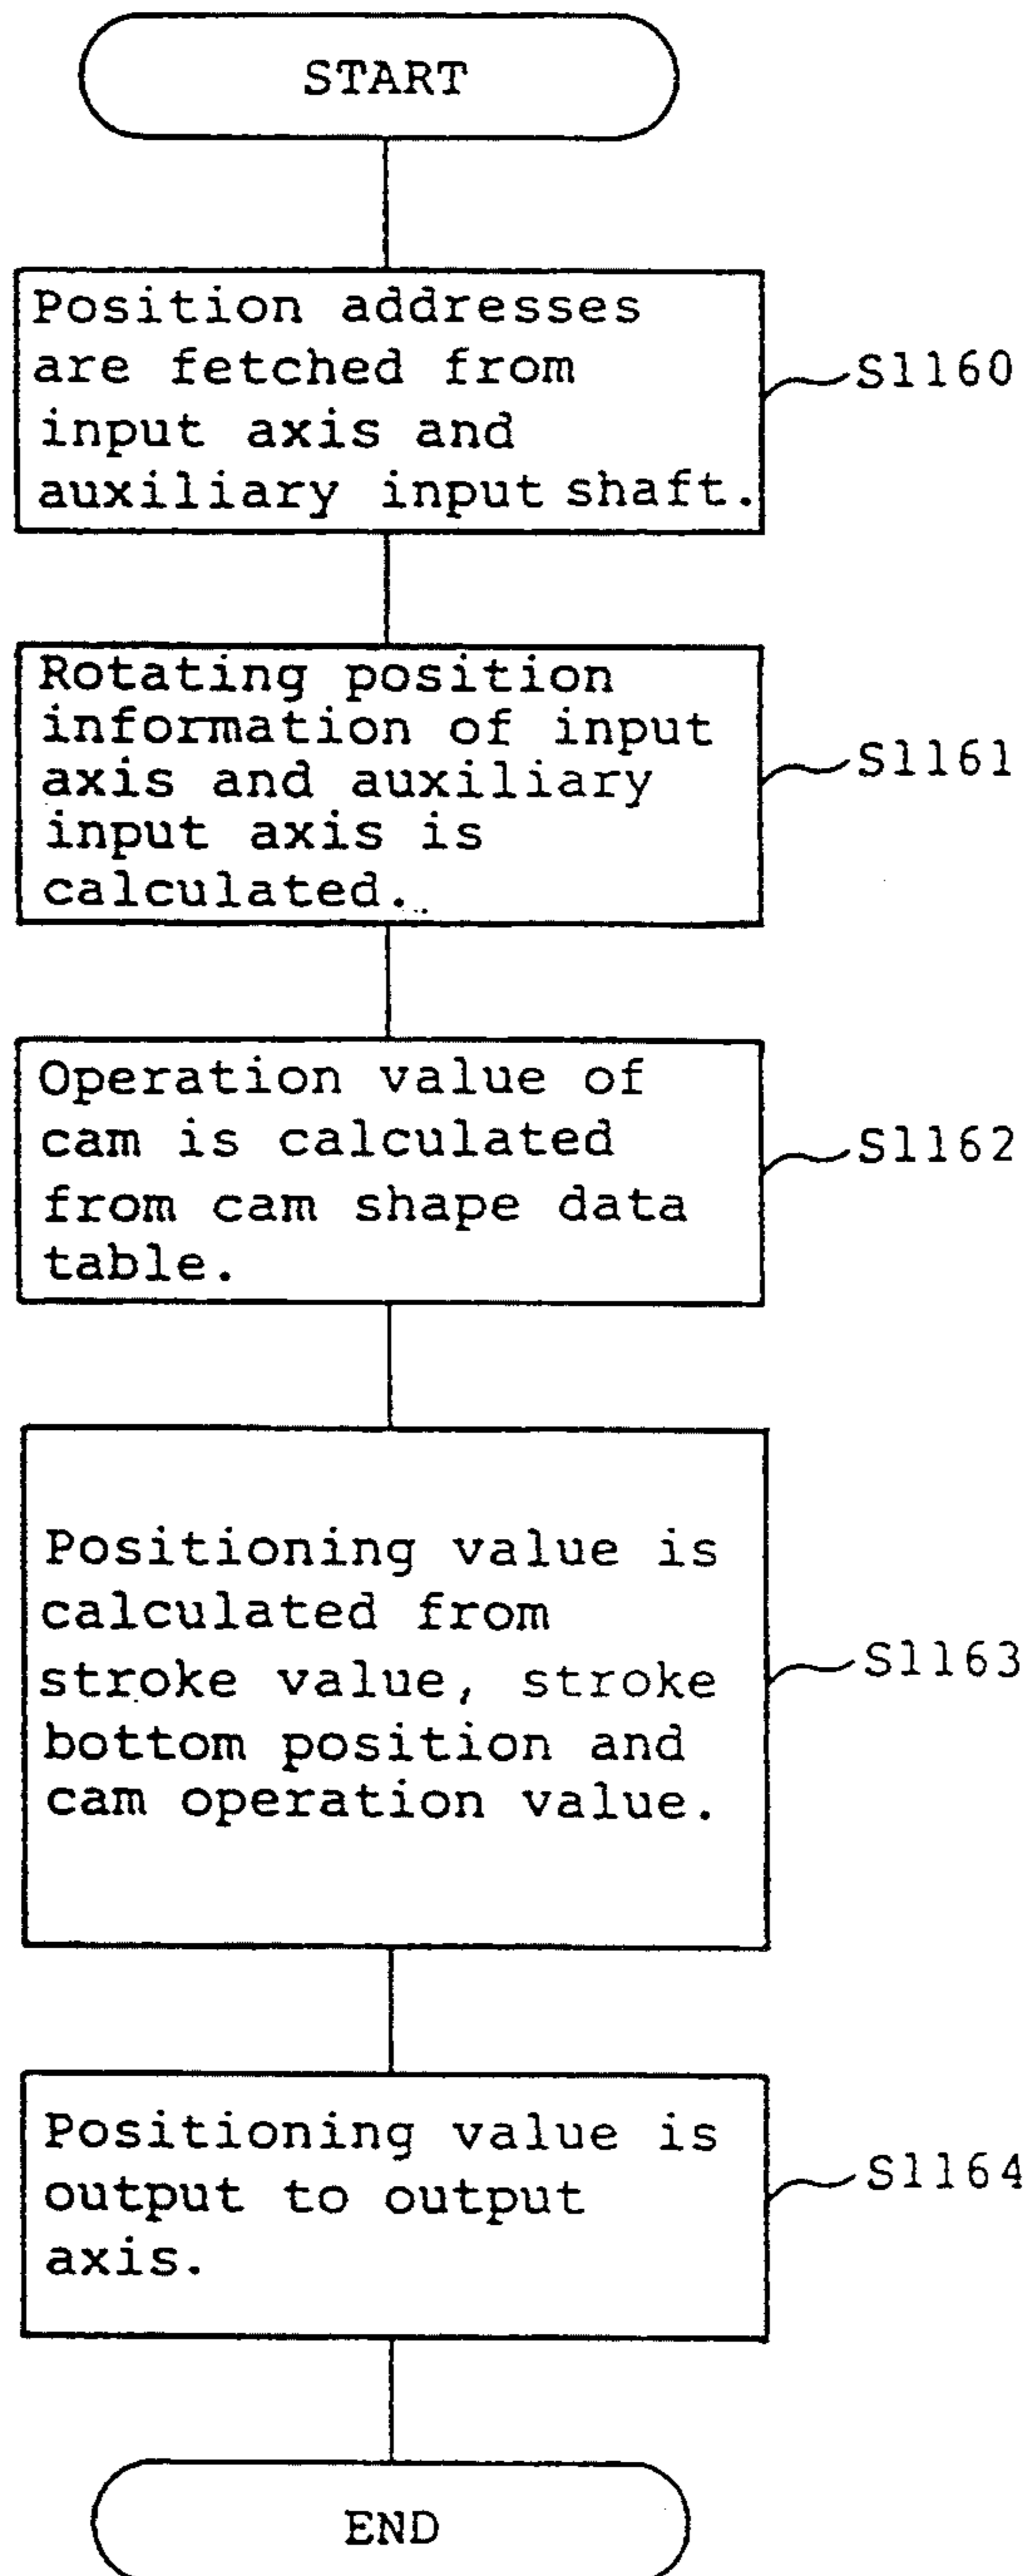 START
Position addresses
are fetched from
input axis and
auxiliary input shaft.
S1160
Rotating position
information of input
axis and auxiliary
input axis is
calculated.
S1161
Operation value of
cam is calculated
from cam shape data
table.
S1162
Positioning value is
calculated from
stroke value, stroke
bottom position and
cam operation value.
S1163
Positioning value is
output to output
axis.
S1164
END